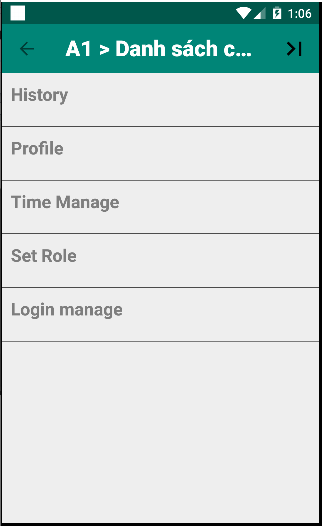 1:06
A1 > Danh sách c...
History
Profile
Time Manage
Set Role
Login manage